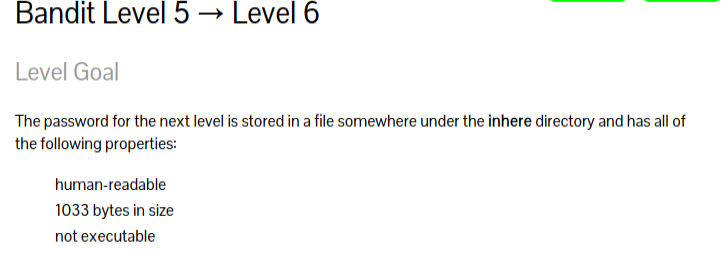 Bandit Level 5 → Level 6
Level Goal
The password for the next level is stored in a file somewhere under the inhere directory and has all of
the following properties:
human-readable
1033 bytes in size
not executable